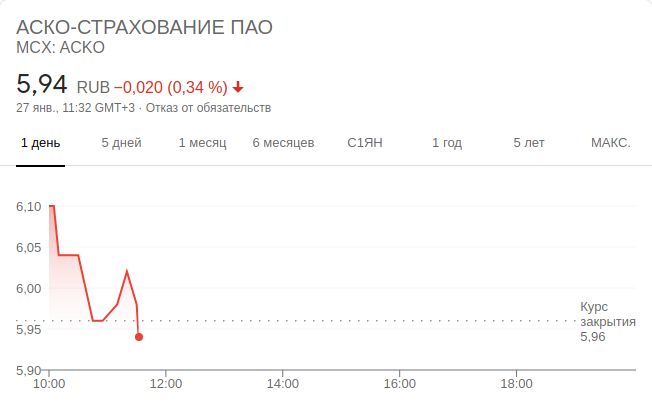 АСКО-СТРАХОВАНИЕ ПАО
MCX: ACKO
5,94 RUB −0,020 (0,34 %)
27 янв., 11:32 GMT+3 · Отказ от обязательств
1 день 5 дней 1 месяц 6 месяцев С1ЯН 1 год 5 лет МАКС.
6,10
6,05
6,00
5,95
5,90
Курс
закрытия
5,96
10:00 12:00 14:00 16:00 18:00